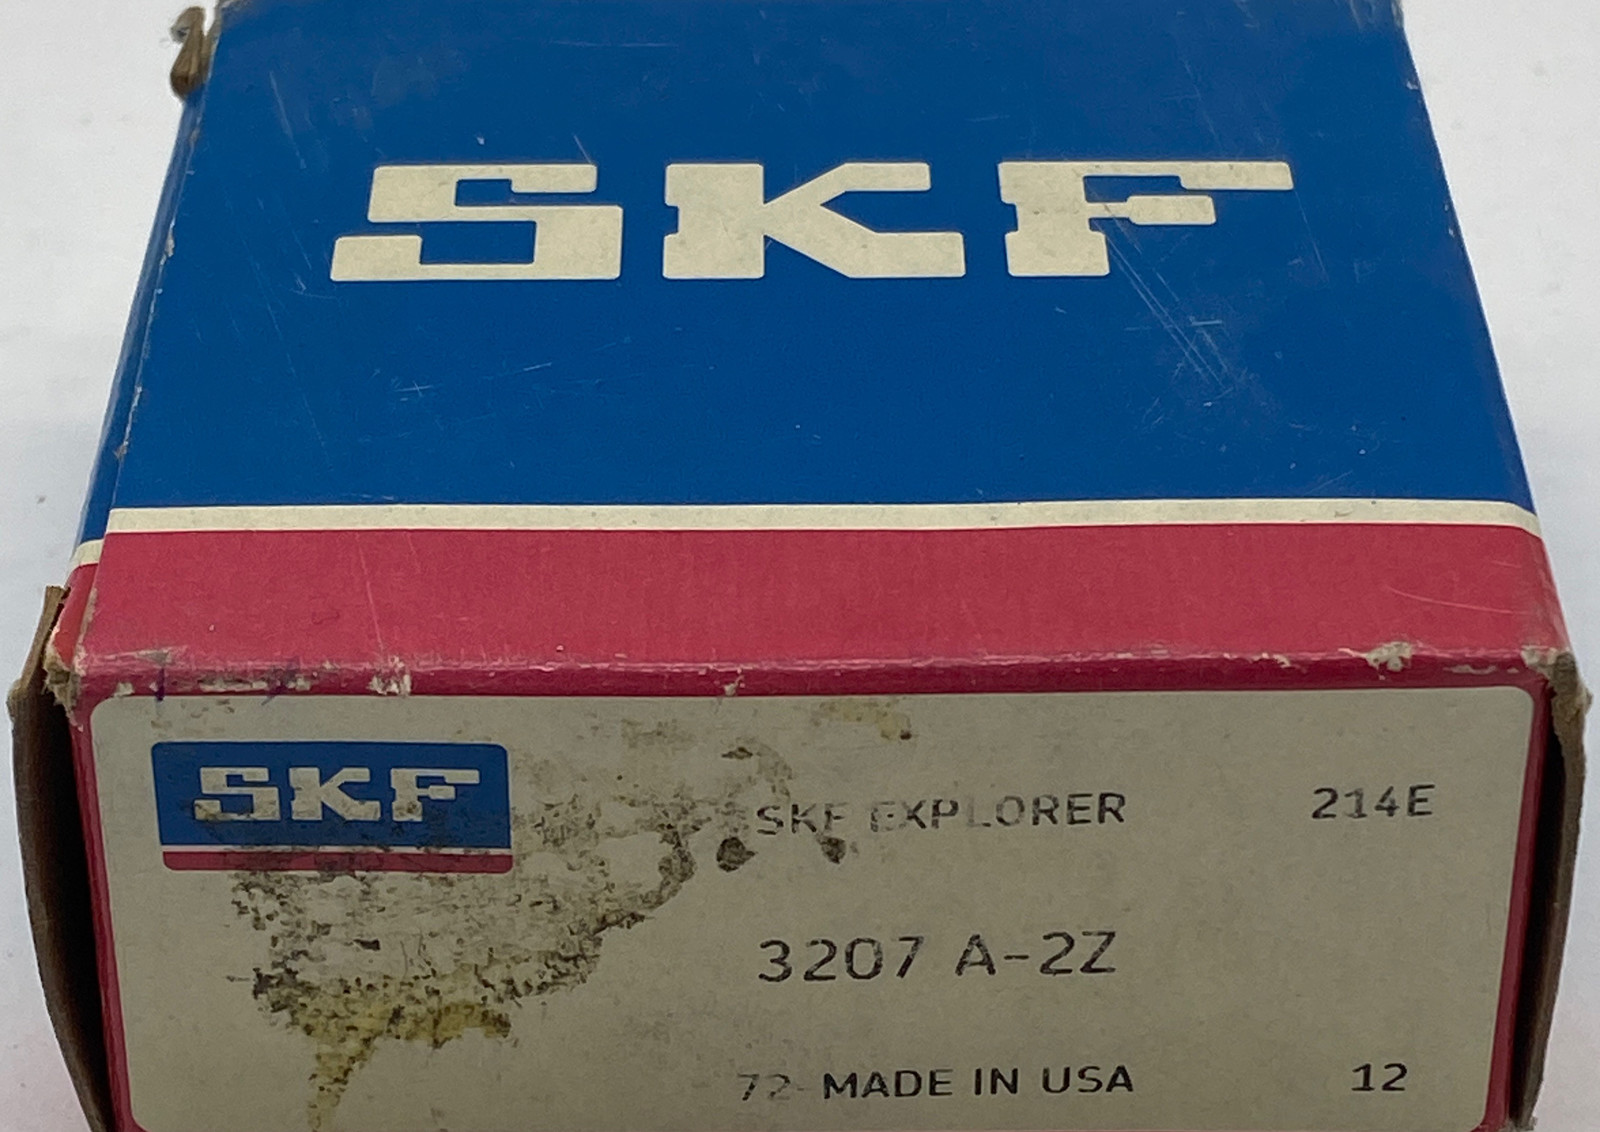 SKF
SKF
SKF EXPLORER 214E
3207 A-2Z
72- MADE IN USA 12